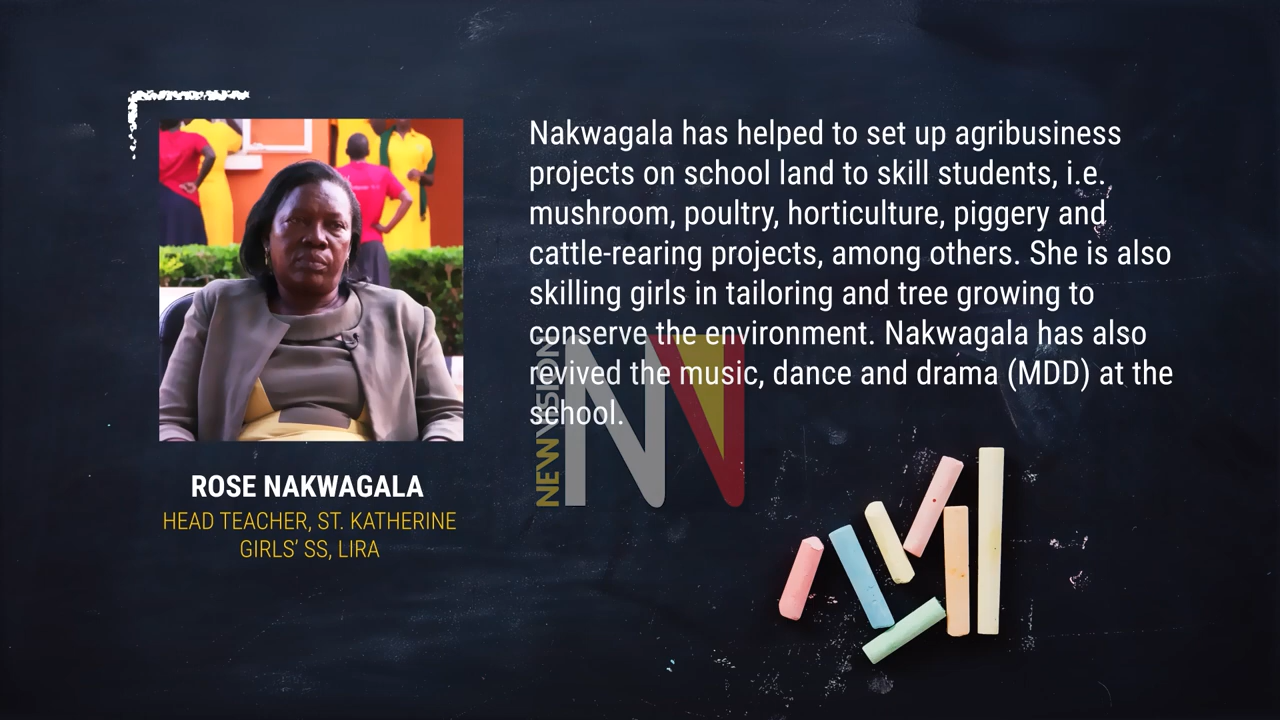 Nakwagala has helped to set up agribusiness
projects on school land to skill students, i.e.
mushroom, poultry, horticulture, piggery and
cattle-rearing projects, among others. She is also
skilling girls in tailoring and tree growing to
conserve the environment. Nakwagala has also
revived the music, dance and drama (MDD) at the
school.
NEW VISION
ROSE NAKWAGALA
HEAD TEACHER, ST. KATHERINE
GIRLS' SS, LIRA